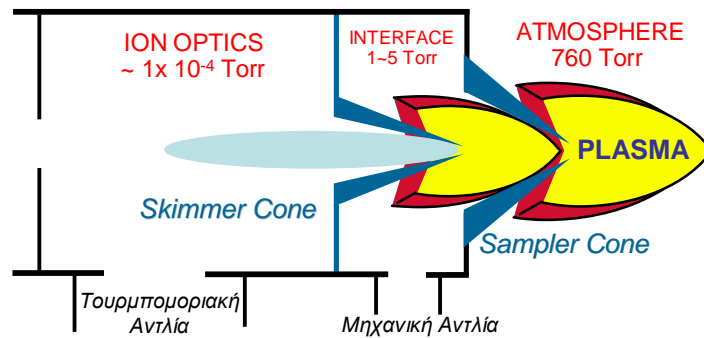 ION OPTICS
~ 1x 10⁻⁴ Torr
INTERFACE
1~5 Torr
ATMOSPHERE
760 Torr
PLASMA
Skimmer Cone
Sampler Cone
Τουρμπομοριακή
Αντλία
Μηχανική Αντλία